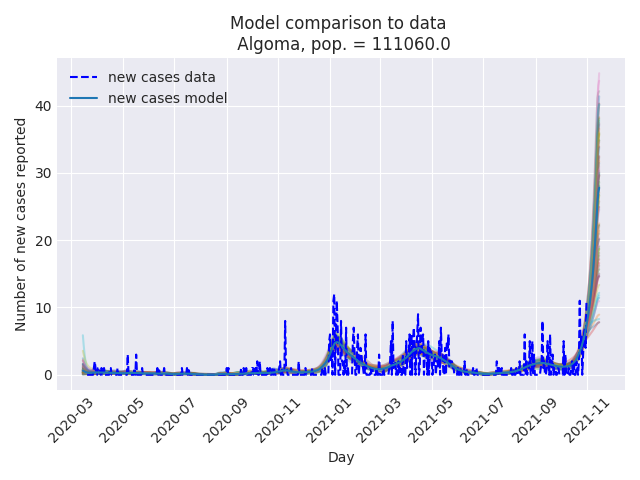 Model comparison to data
Algoma, pop. = 111060.0
new cases data
new cases model
Number of new cases reported
40
30
20
10
0
2020-03
2020-05
2020-07
2020-09
2020-11
2021-01
2021-03
2021-05
2021-07
2021-09
2021-11
Day